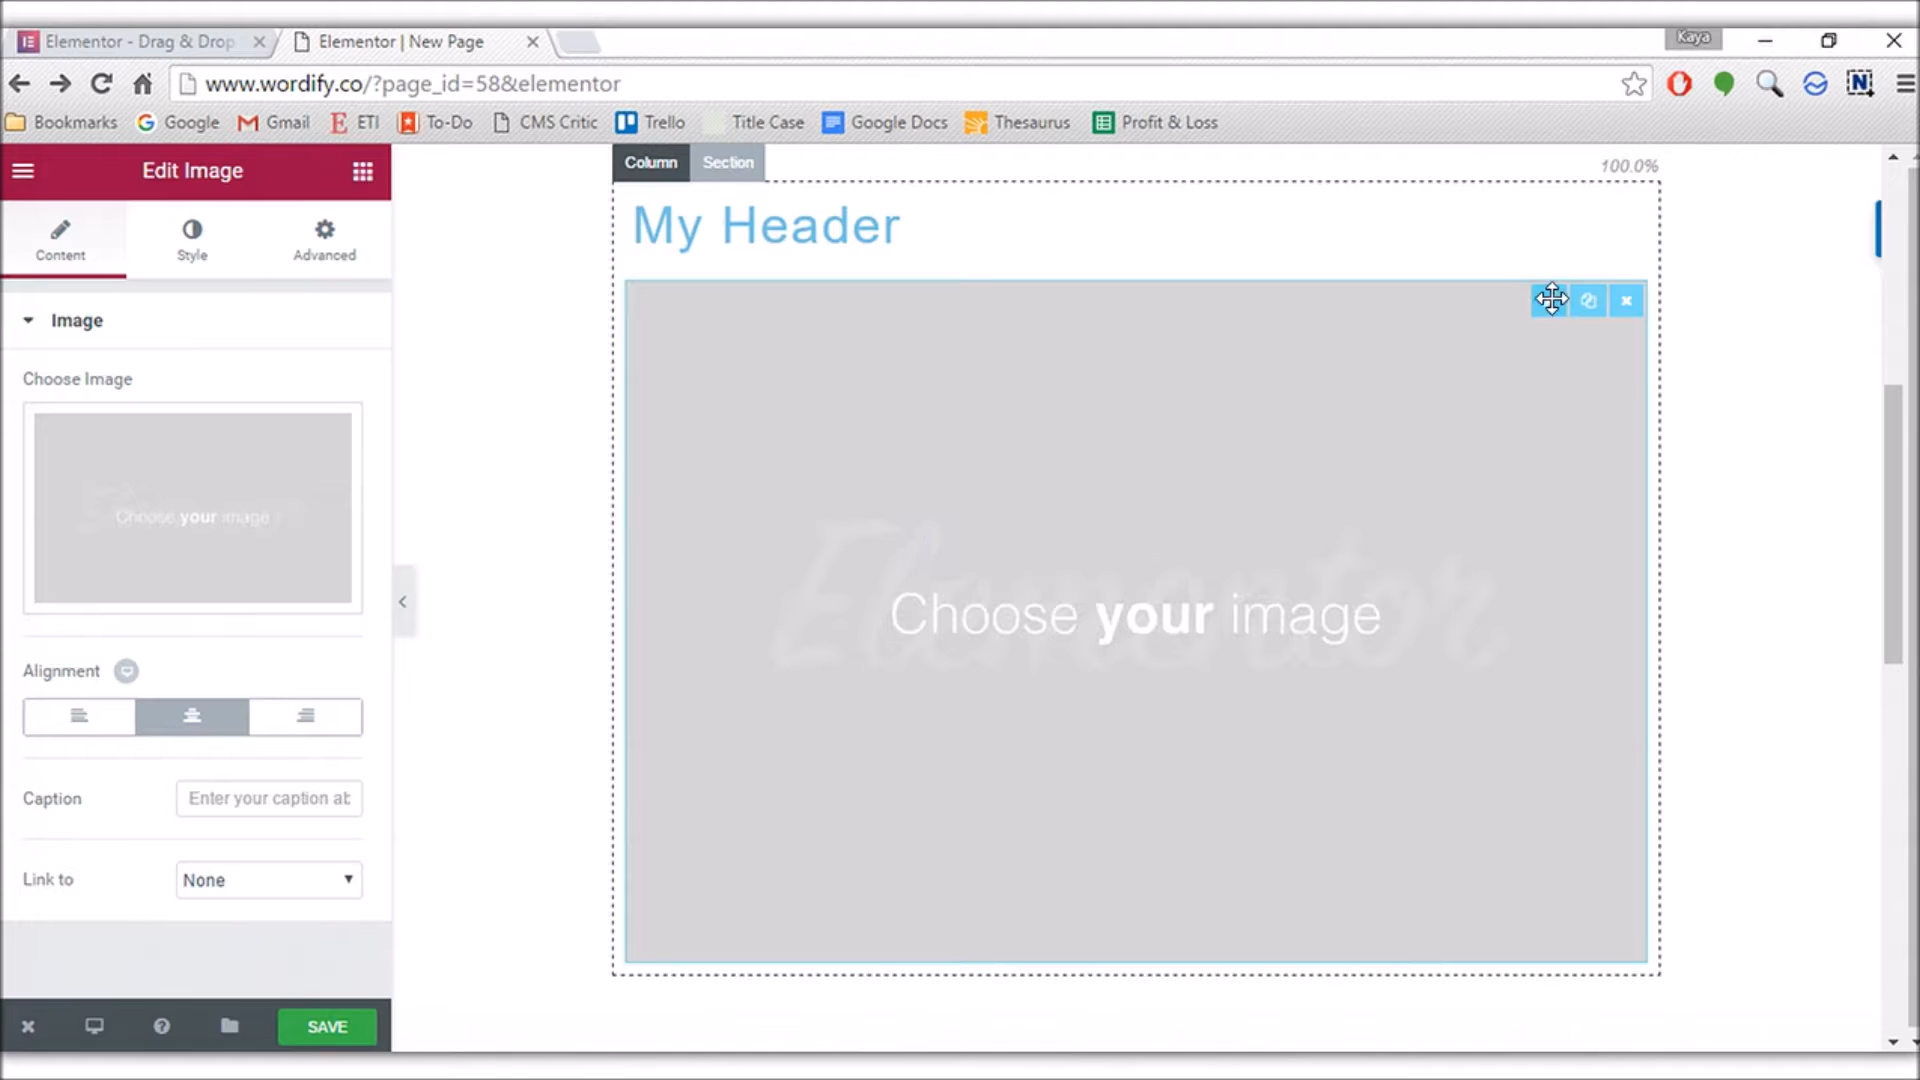 Elementor - Drag & Drop
Elementor | New Page
Kaya
www.wordify.co/?page_id=58&elementor
Bookmarks
Google
Gmail
ETI
To-Do
CMS Critic
Trello
Title Case
Google Docs
Thesaurus
Profit & Loss
Edit Image
Content
Style
Advanced
Image
Choose Image
Choose your image
Alignment
Caption
Enter your caption at
Link to
None
SAVE
Column
Section
100.0%
My Header
Elementor
Choose your image